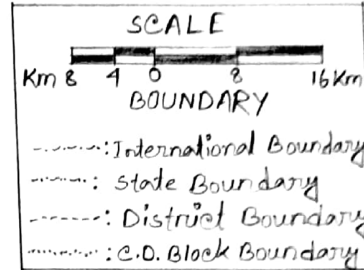 SCALE
Km 8 4 0 8 16 Km
BOUNDARY
: International Boundary
: State Boundary
: District Boundary
: C.D. Block Boundary